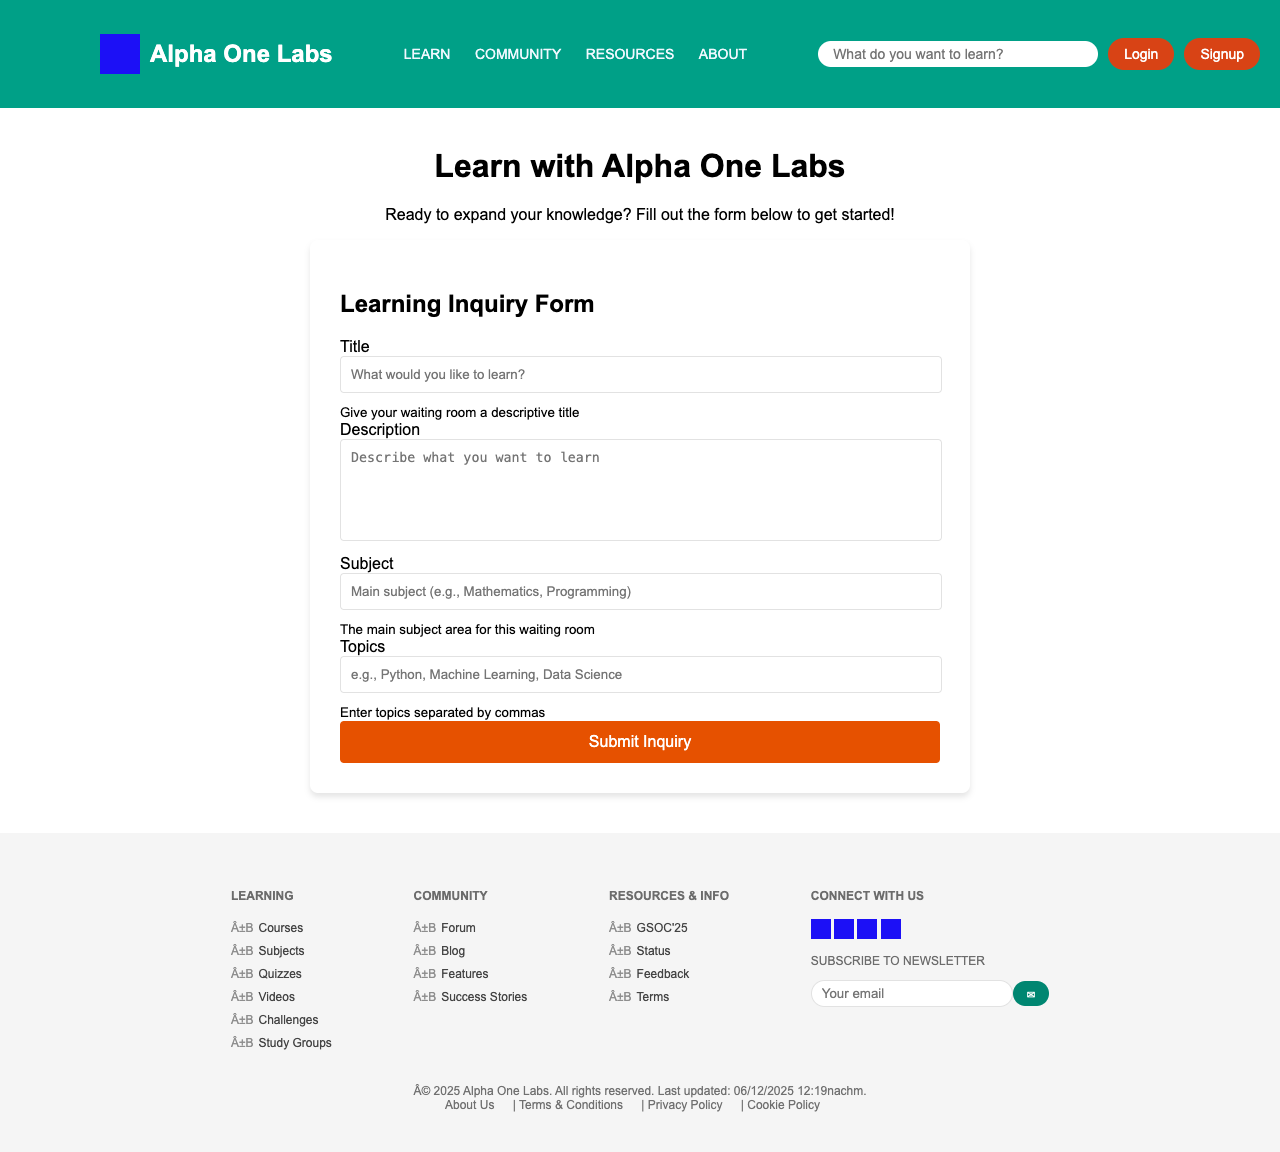 Alpha One Labs
LEARN COMMUNITY RESOURCES ABOUT
What do you want to learn?
Login
Signup
Learn with Alpha One Labs
Ready to expand your knowledge? Fill out the form below to get started!
Learning Inquiry Form
Title
What would you like to learn?
Give your waiting room a descriptive title
Description
Describe what you want to learn
Subject
Main subject (e.g., Mathematics, Programming)
The main subject area for this waiting room
Topics
e.g., Python, Machine Learning, Data Science
Enter topics separated by commas
Submit Inquiry
LEARNING
Â±B Courses
Â±B Subjects
Â±B Quizzes
Â±B Videos
Â±B Challenges
Â±B Study Groups
COMMUNITY
Â±B Forum
Â±B Blog
Â±B Features
Â±B Success Stories
RESOURCES & INFO
Â±B GSOC'25
Â±B Status
Â±B Feedback
Â±B Terms
CONNECT WITH US
SUBSCRIBE TO NEWSLETTER
Your email
✉
Â© 2025 Alpha One Labs. All rights reserved. Last updated: 06/12/2025 12:19nachm.
About Us | Terms & Conditions | Privacy Policy | Cookie Policy